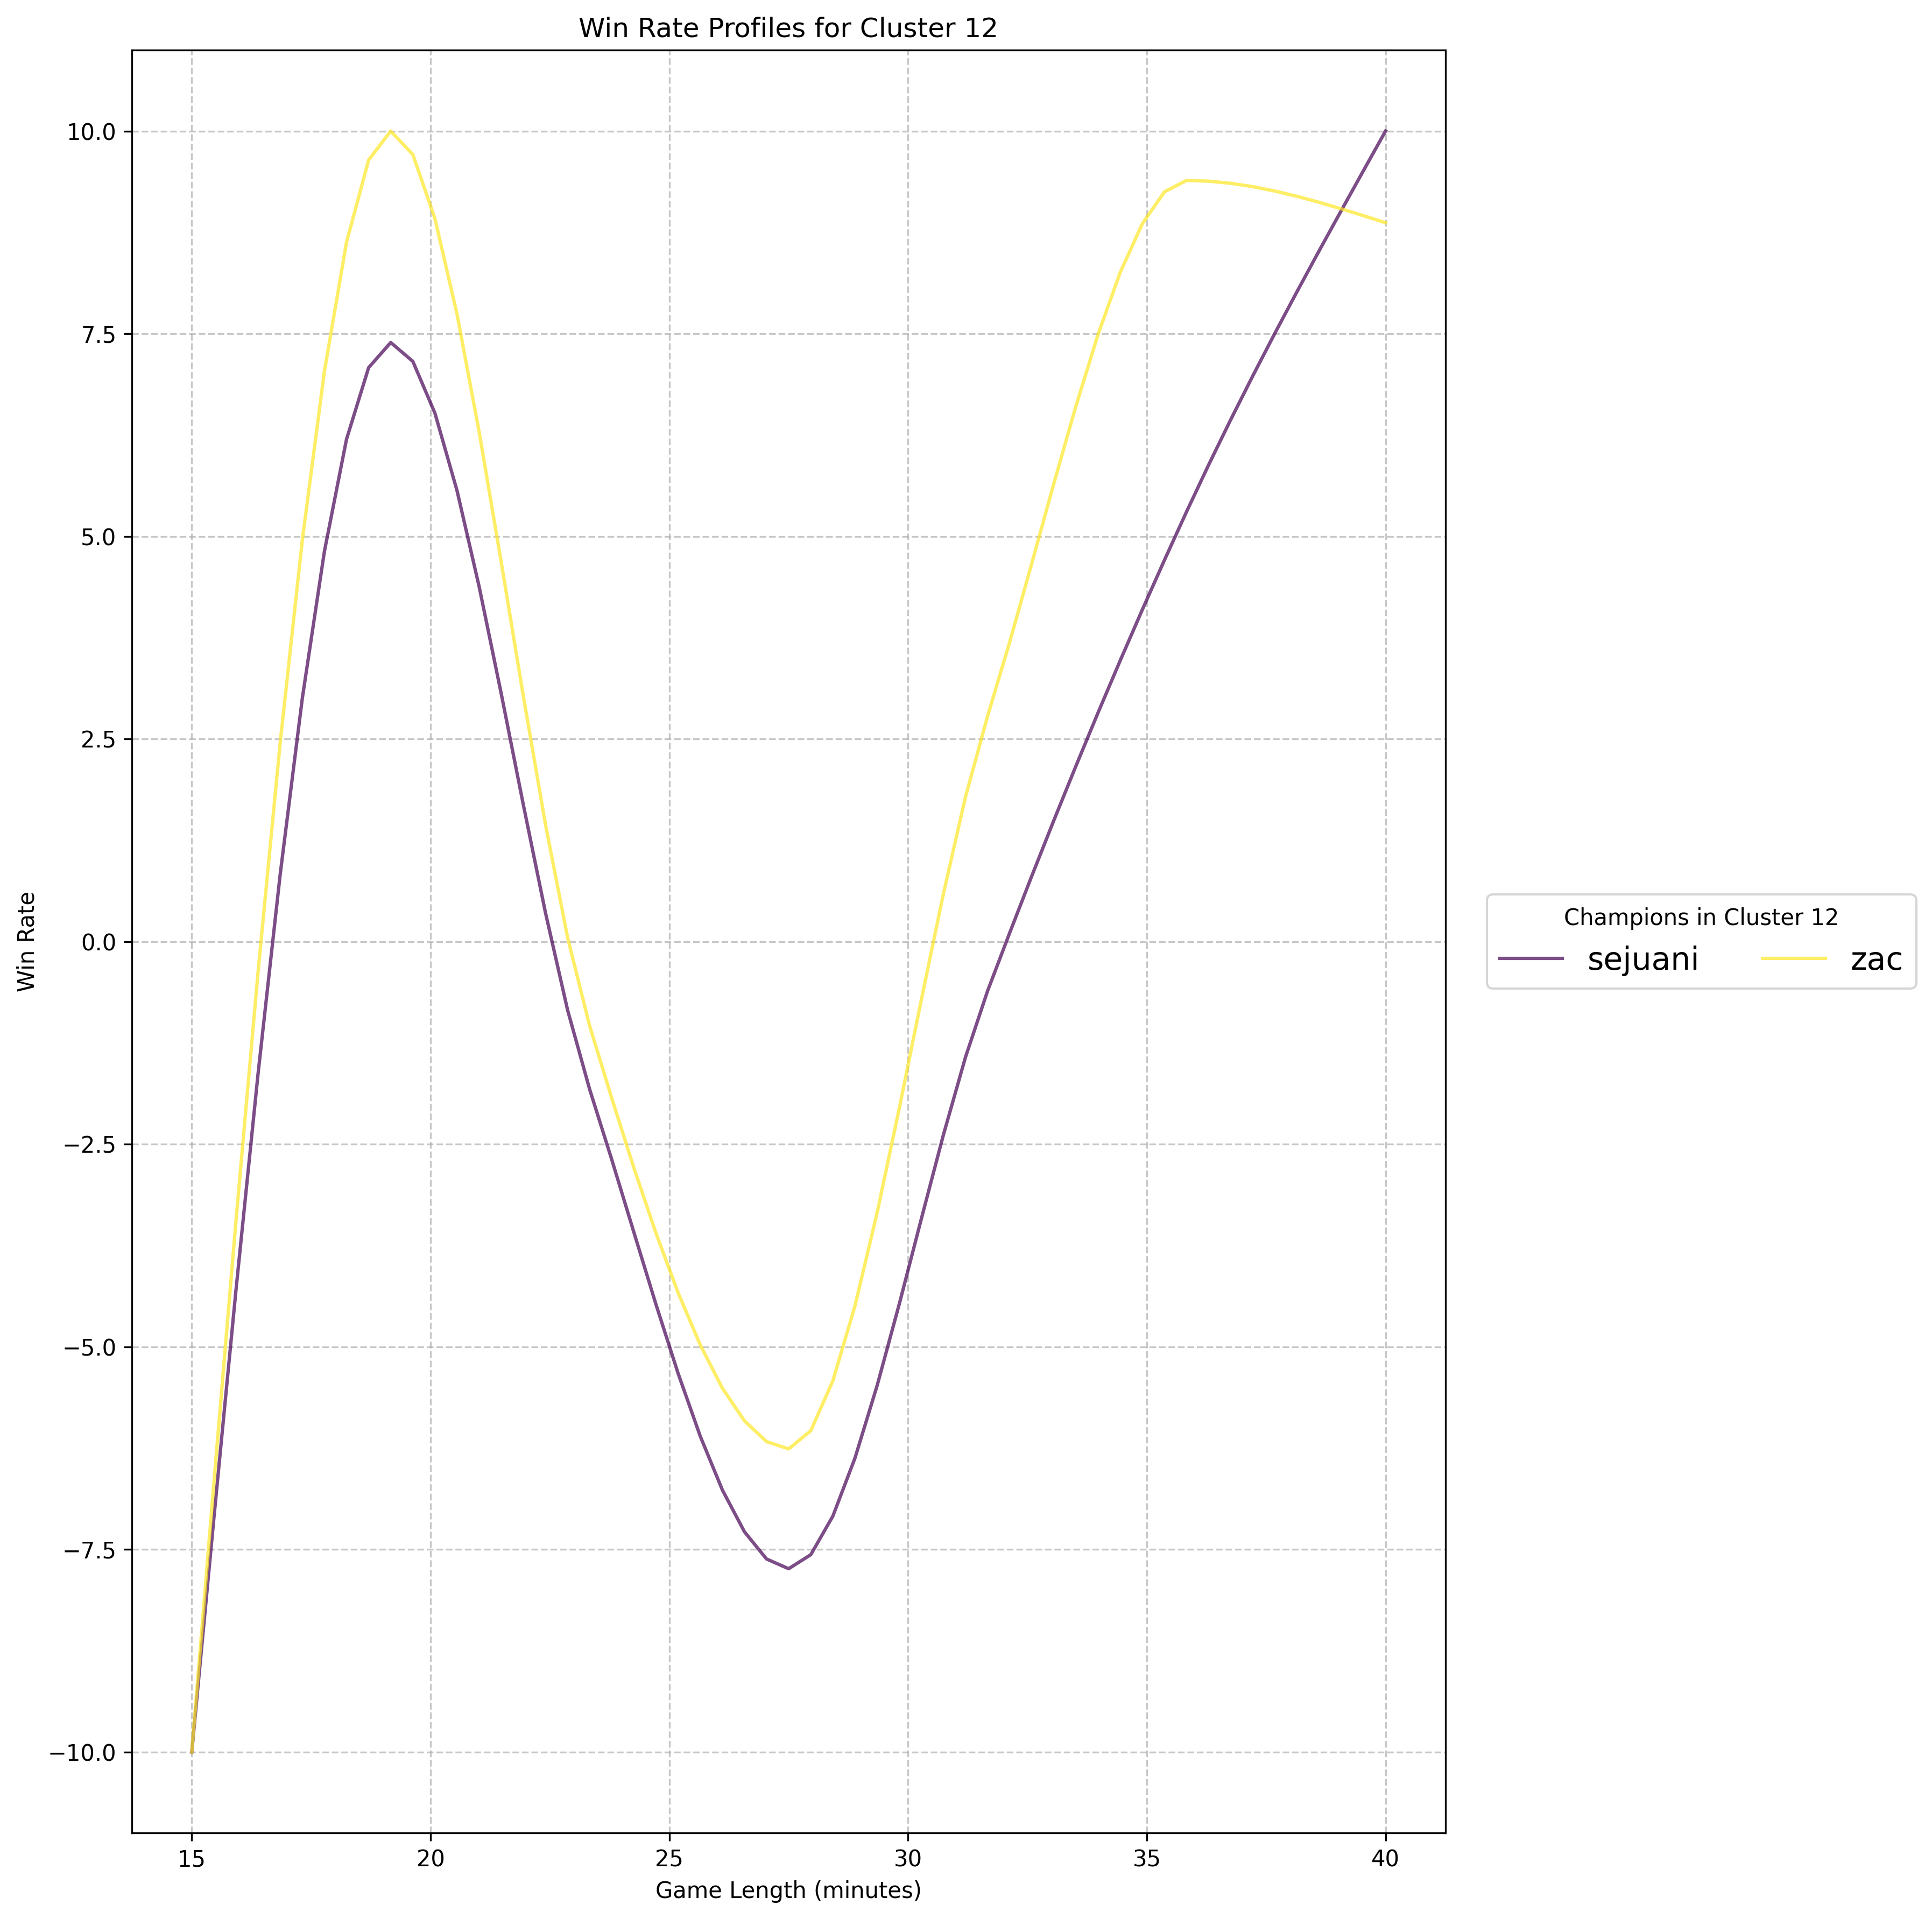 Win Rate Profiles for Cluster 12
10.0
7.5
5.0
2.5
0.0
−2.5
−5.0
−7.5
−10.0
Win Rate
15 20 25 30 35 40
Game Length (minutes)
Champions in Cluster 12
sejuani zac